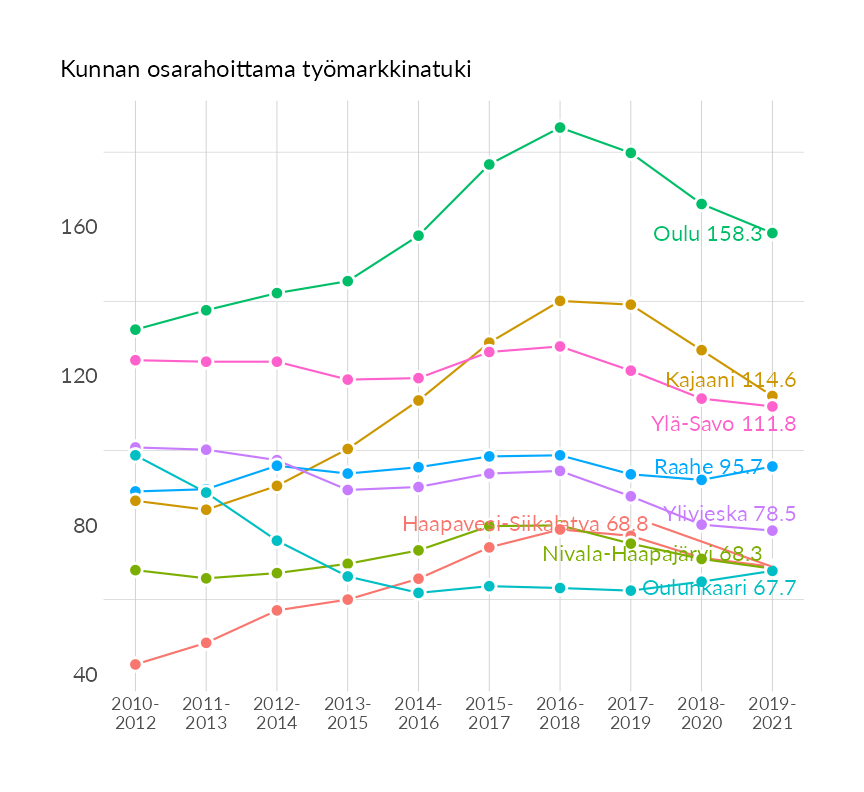 Kunnan osarahoittama työmarkkinatuki
160
120
80
40
Oulu 158.3
Kajaani 114.6
Ylä-Savo 111.8
Raahe 95.7
Ylivieska 78.5
Haapavesi-Siikalatva 68.8
Nivala-Haapajärvi 68.3
Oulunkaari 67.7
2010-
2012
2011-
2013
2012-
2014
2013-
2015
2014-
2016
2015-
2017
2016-
2018
2017-
2019
2018-
2020
2019-
2021